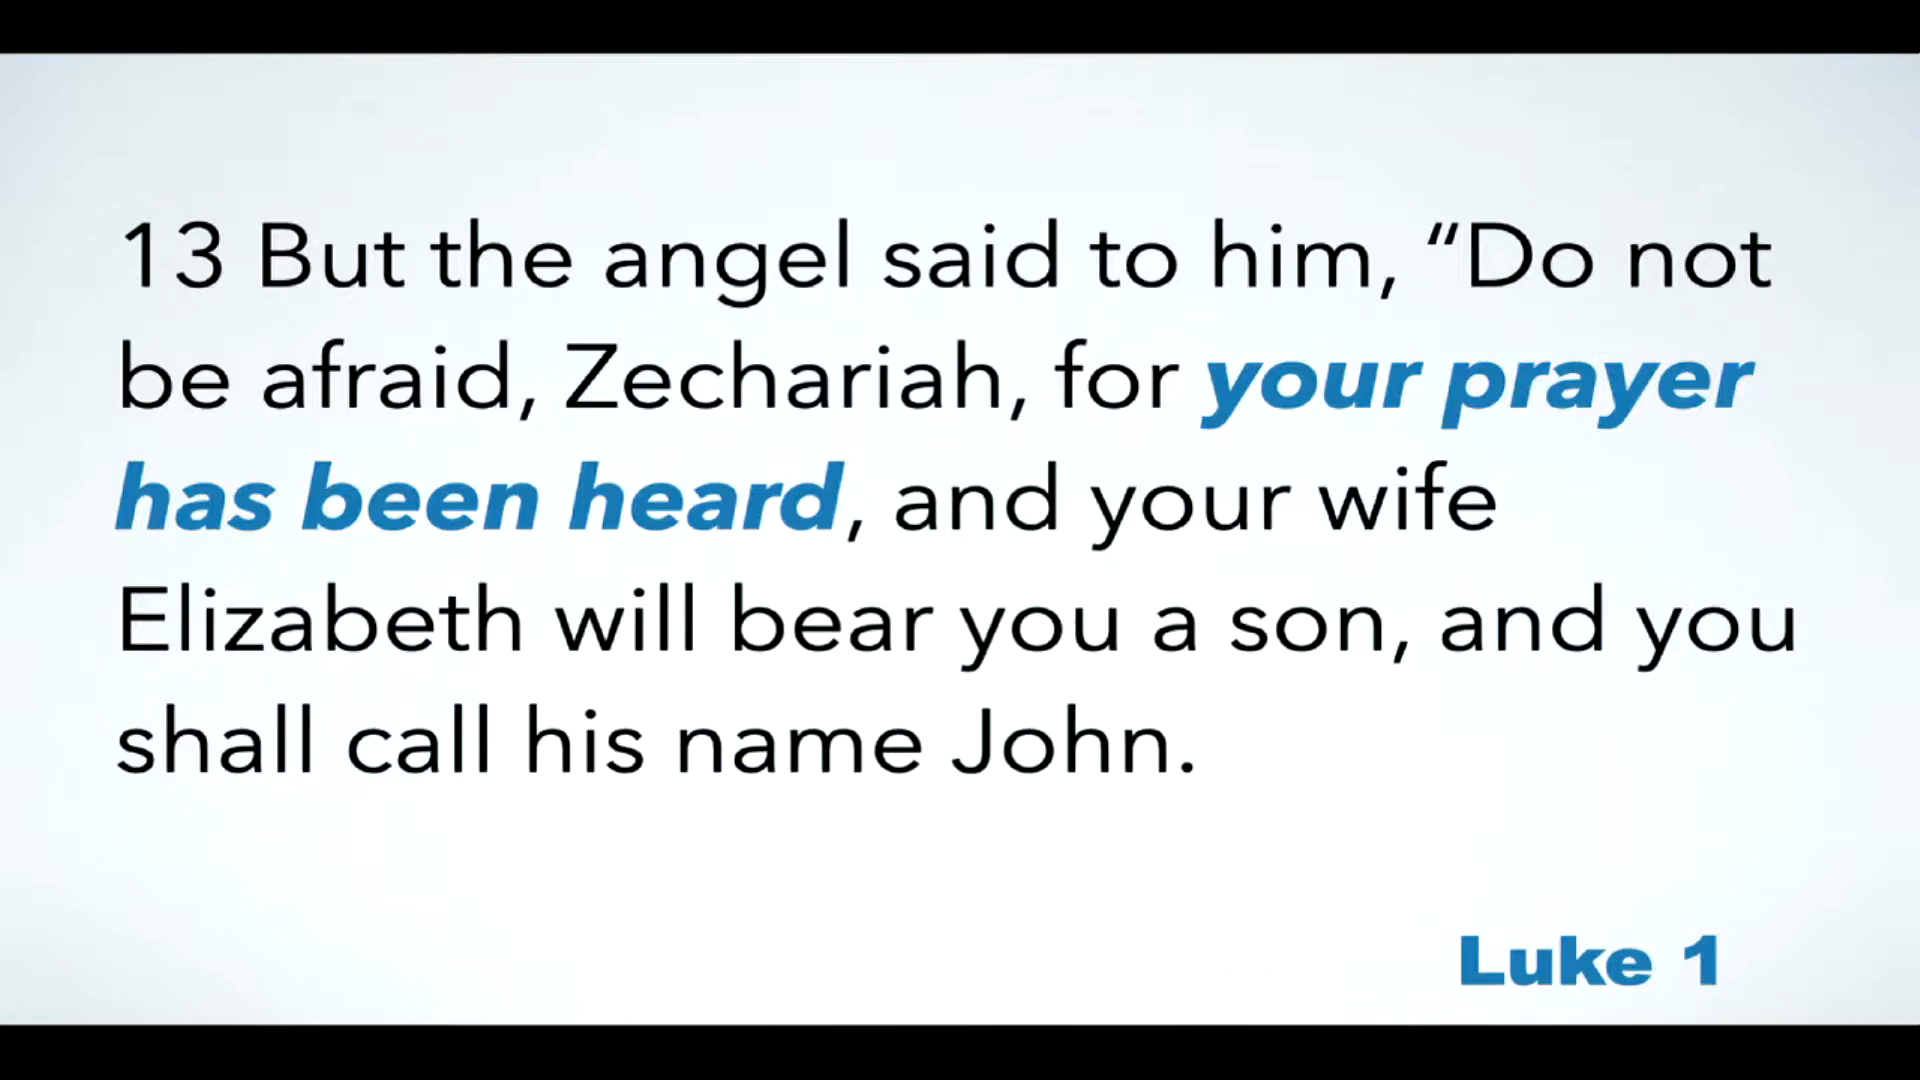 13 But the angel said to him, “Do not
be afraid, Zechariah, for your prayer
has been heard, and your wife
Elizabeth will bear you a son, and you
shall call his name John.
Luke 1